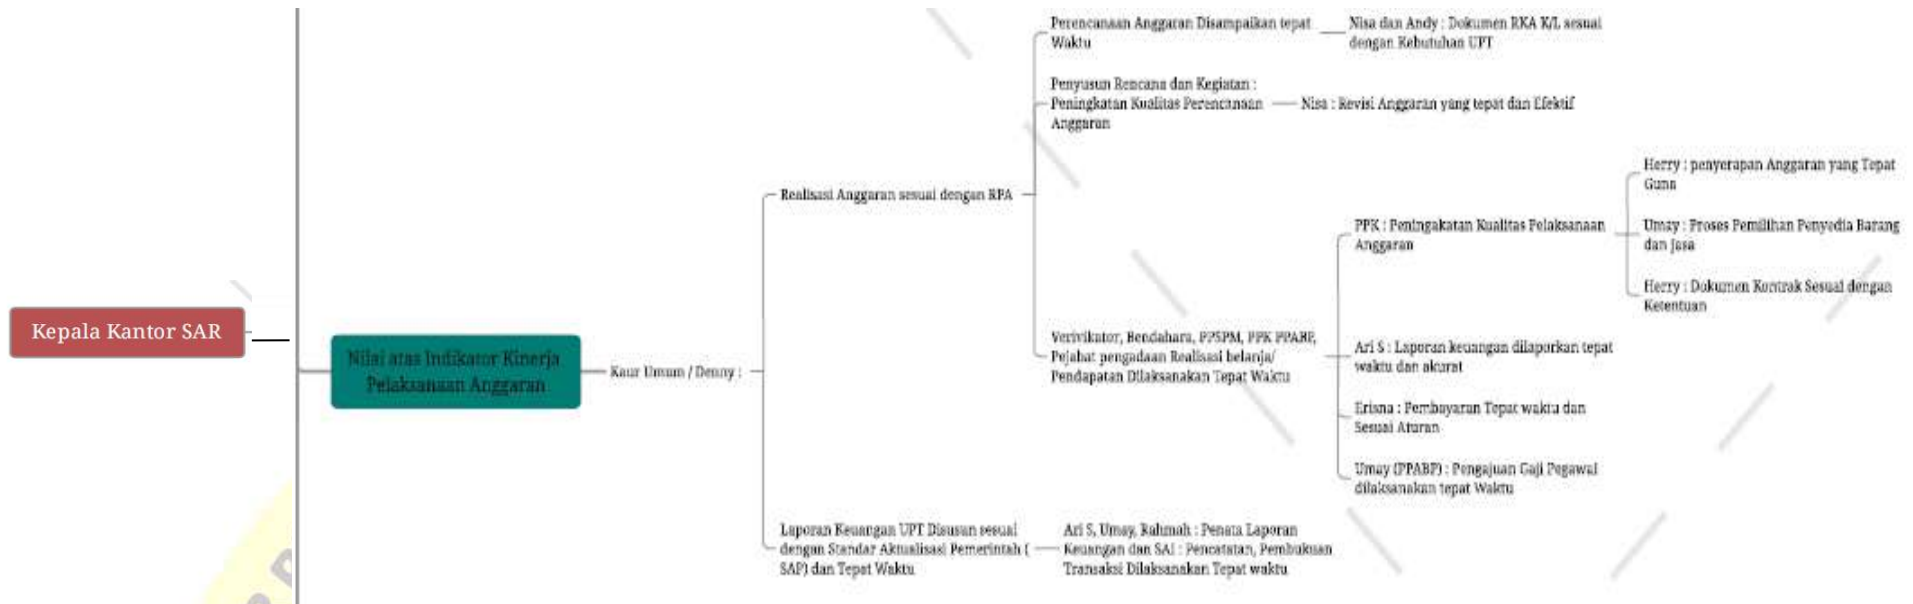 Perencanaan Anggaran Disampaikan tepat
Waktu
Nisa dan Andy : Dokumen RKA K/L sesuai
dengan Kebutuhan UPT
Penyusun Rencana dan Kegiatan :
Peningkatan Kualitas Perencanaan
Anggaran
Nisa : Revisi Anggaran yang tepat dan Efektif
Realisasi Anggaran sesuai dengan RPA
Herry : penyerapan Anggaran yang Tepat
Guna
PPK : Peningakatan Kualitas Pelaksanaan
Anggaran
Umay : Proses Pemilihan Penyedia Barang
dan Jasa
Herry : Dokumen Kontrak Sesuai dengan
Ketentuan
Kepala Kantor SAR
Nilai atas Indikator Kinerja
Pelaksanaan Anggaran
Kaur Umum / Denny :
Verivikator, Bendahara, PPSPM, PPK PPABP,
Pejabat pengadaan Realisasi belanja/
Pendapatan Dilaksanakan Tepat Waktu
Ari S : Laporan keuangan dilaporkan tepat
waktu dan akurat
Erisna : Pembayaran Tepat waktu dan
Sesuai Aturan
Umay (PPABP) : Pengajuan Gaji Pegawai
dilaksanakan tepat Waktu
Laporan Keuangan UPT Disusun sesuai
dengan Standar Aktualisasi Pemerintah (
SAP) dan Tepat Waktu
Ari S, Umay, Rahmah : Penata Laporan
Keuangan dan SAI : Pencatatan, Pembukuan
Transaksi Dilaksanakan Tepat waktu